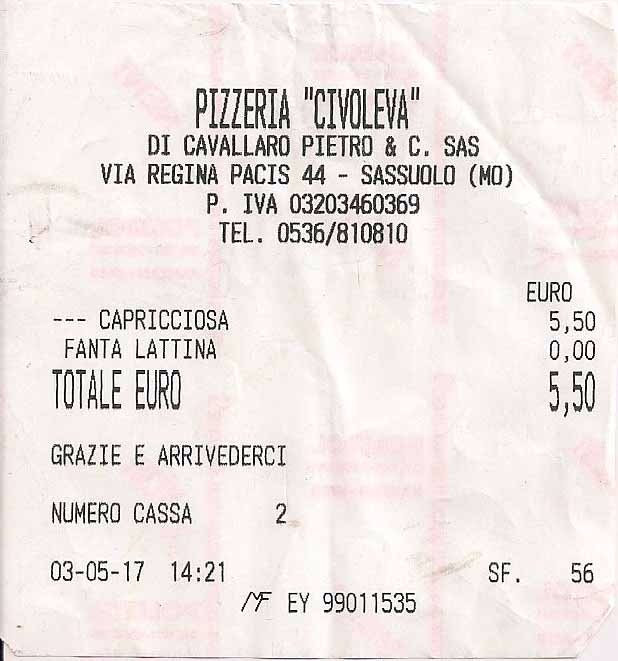 PIZZERIA "CIVOLEVA"
DI CAVALLARO PIETRO & C. SAS
VIA REGINA PACIS 44 - SASSUOLO (MO)
P. IVA 03203460369
TEL. 0536/810810
EURO
--- CAPRICCIOSA 5,50
FANTA LATTINA 0,00
TOTALE EURO 5,50
GRAZIE E ARRIVEDERCI
NUMERO CASSA 2
03-05-17 14:21 SF. 56
MF EY 99011535